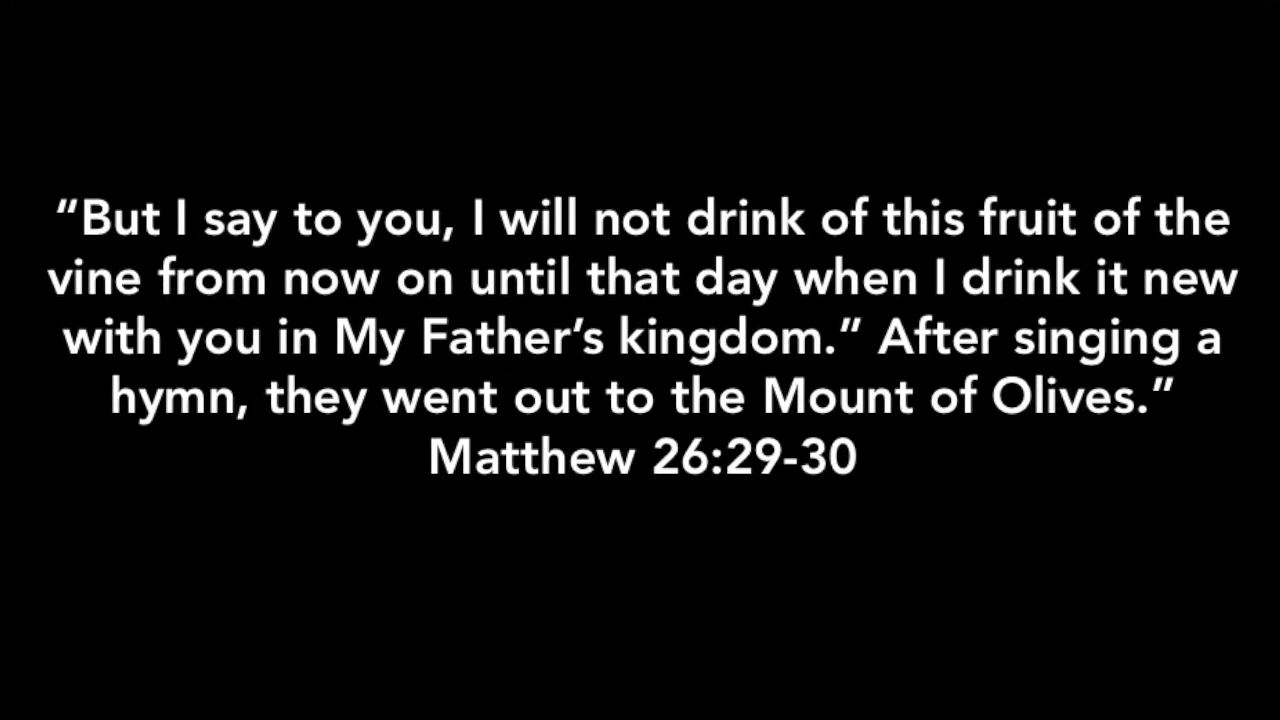 “But I say to you, I will not drink of this fruit of the
vine from now on until that day when I drink it new
with you in My Father’s kingdom.” After singing a
hymn, they went out to the Mount of Olives.”
Matthew 26:29-30